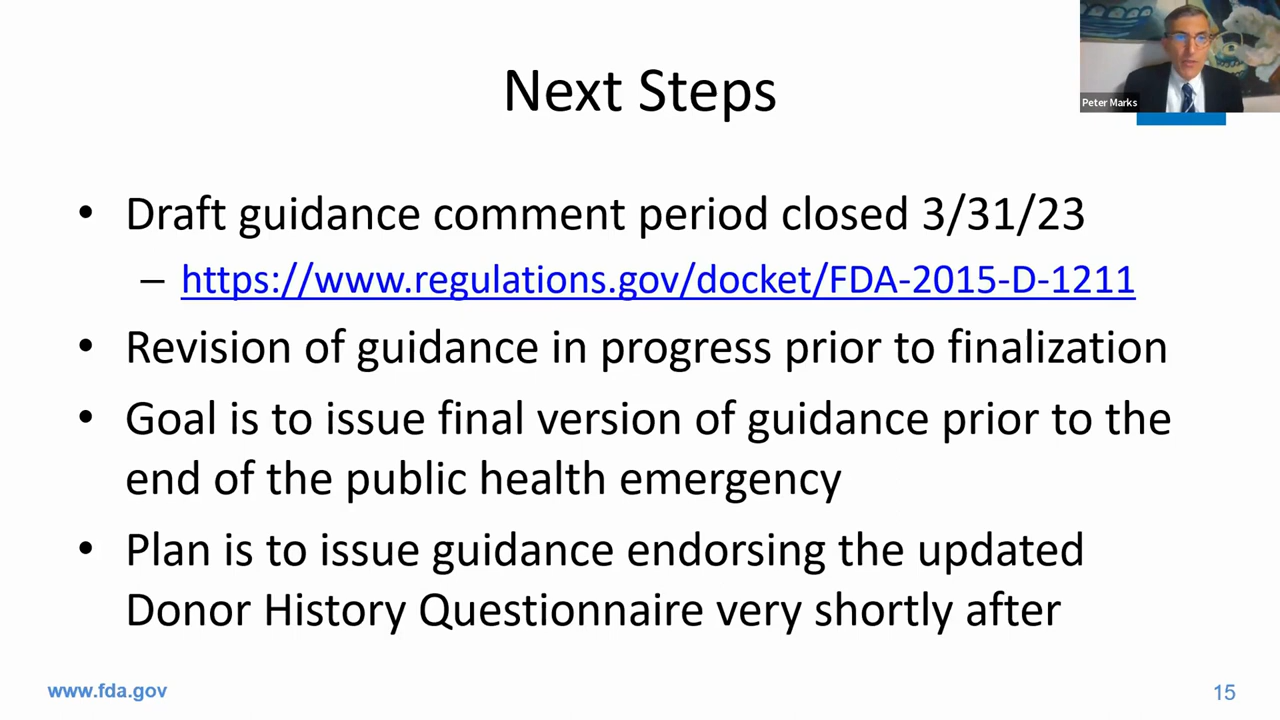 Next Steps
Peter Marks
• Draft guidance comment period closed 3/31/23
– https://www.regulations.gov/docket/FDA-2015-D-1211
• Revision of guidance in progress prior to finalization
• Goal is to issue final version of guidance prior to the
end of the public health emergency
• Plan is to issue guidance endorsing the updated
Donor History Questionnaire very shortly after
www.fda.gov
15